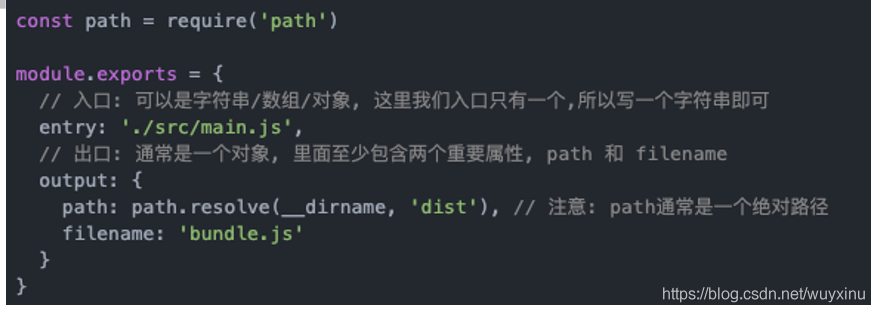 const path = require('path')
module.exports = {
// 入口: 可以是字符串/数组/对象, 这里我们入口只有一个,所以写一个字符串即可
entry: './src/main.js',
// 出口: 通常是一个对象, 里面至少包含两个重要属性, path 和 filename
output: {
path: path.resolve(__dirname, 'dist'), // 注意: path通常是一个绝对路径
filename: 'bundle.js'
}
}
https://blog.csdn.net/wuyxinu